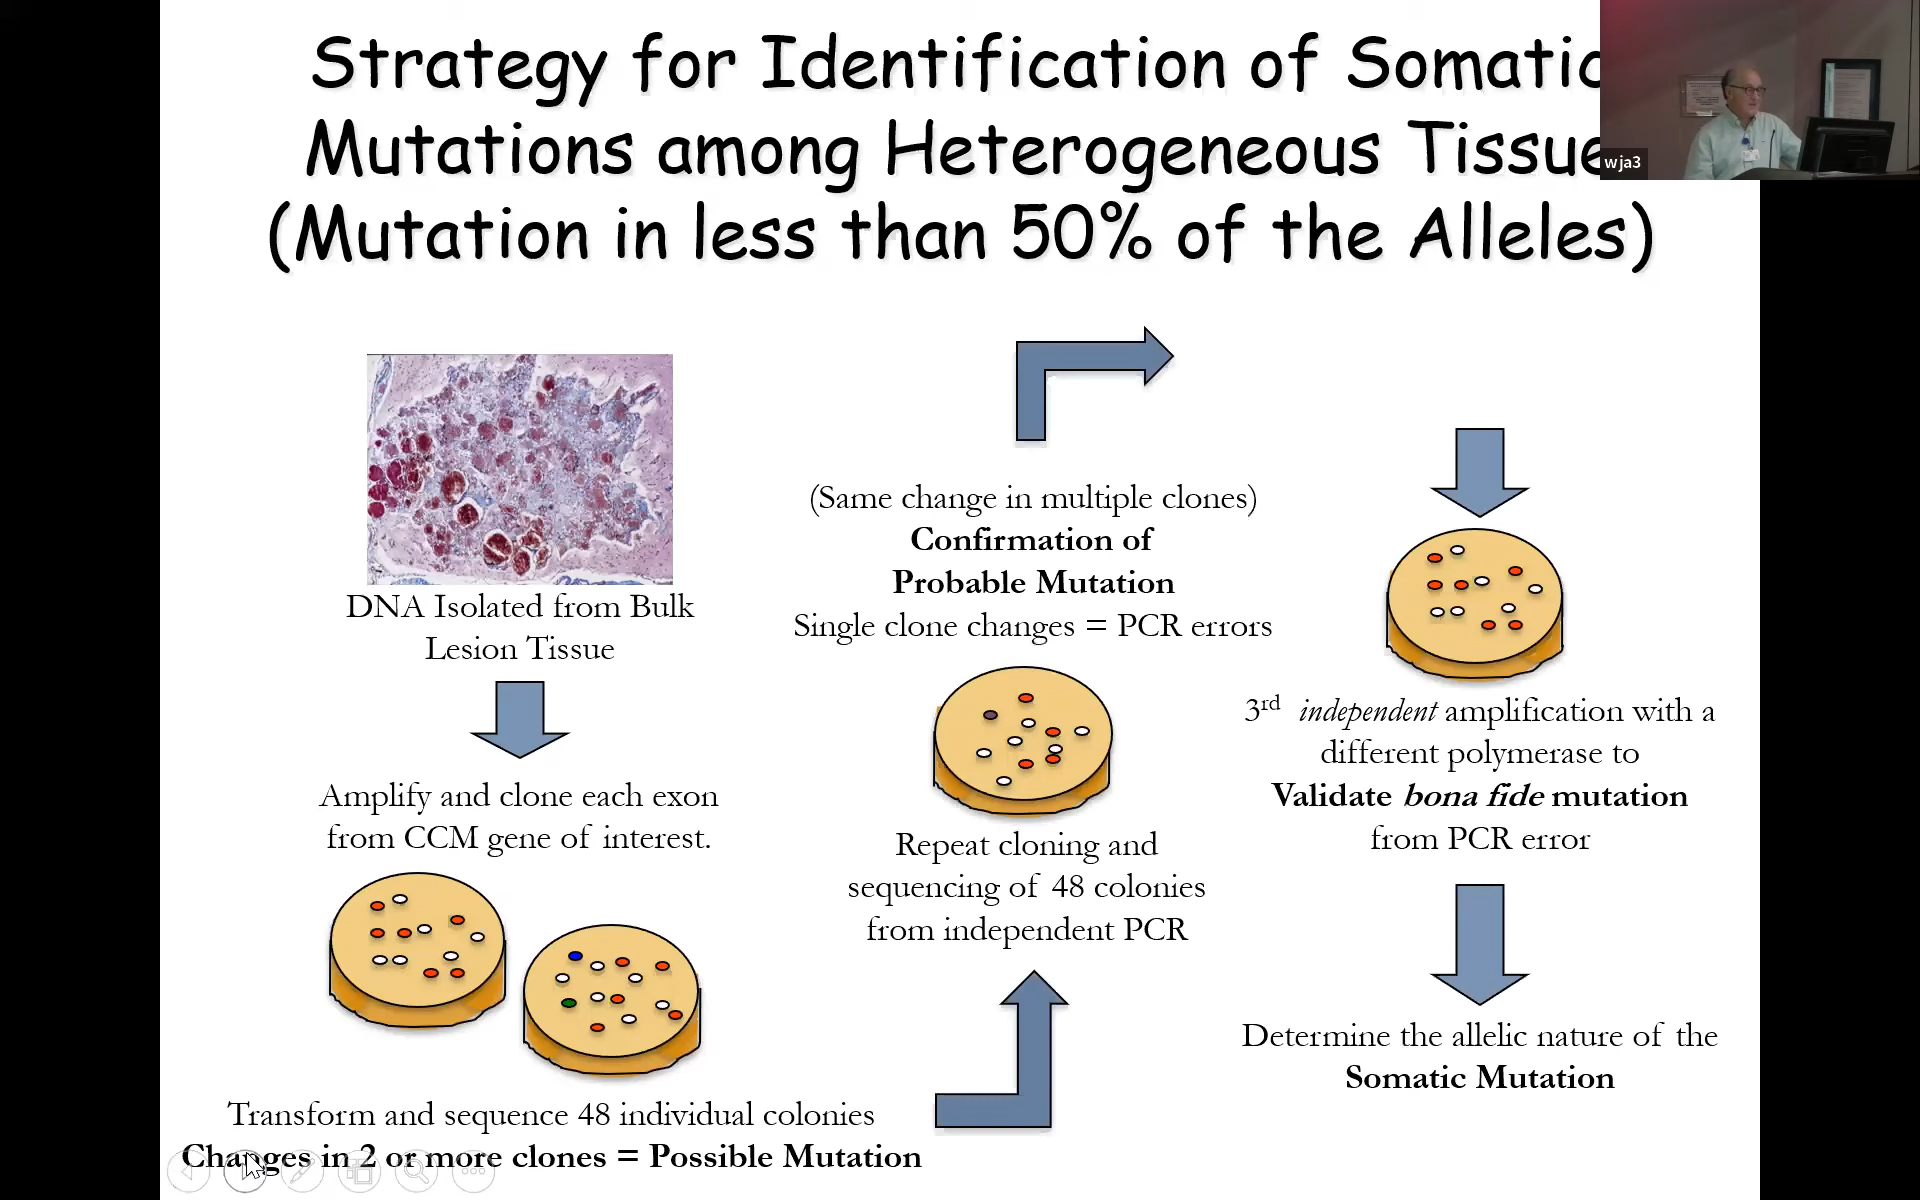 Strategy for Identification of Somatic
Mutations among Heterogeneous Tissue
(Mutation in less than 50% of the Alleles)
wja3
DNA Isolated from Bulk
Lesion Tissue
Amplify and clone each exon
from CCM gene of interest.
Transform and sequence 48 individual colonies
Changes in 2 or more clones = Possible Mutation
(Same change in multiple clones)
Confirmation of
Probable Mutation
Single clone changes = PCR errors
Repeat cloning and
sequencing of 48 colonies
from independent PCR
3rd independent amplification with a
different polymerase to
Validate bona fide mutation
from PCR error
Determine the allelic nature of the
Somatic Mutation